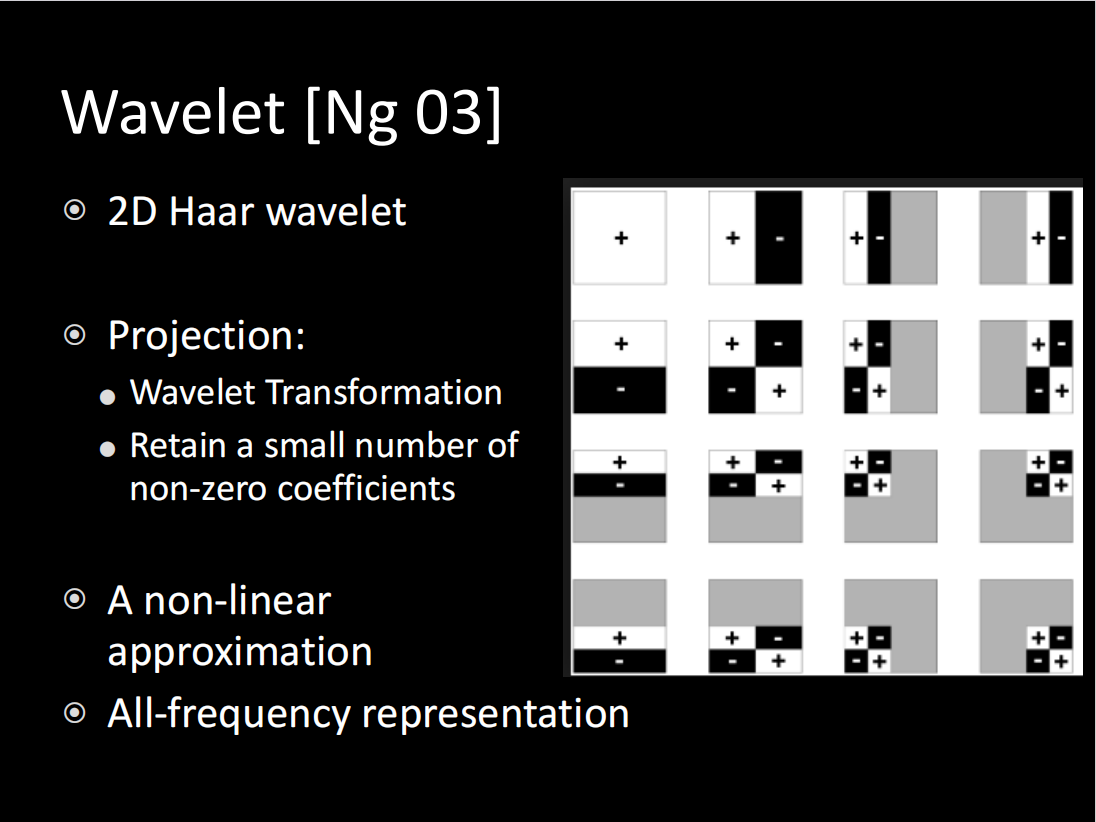 Wavelet [Ng 03]
2D Haar wavelet
Projection:
Wavelet Transformation
Retain a small number of
non-zero coefficients
A non-linear
approximation
All-frequency representation
+ + - + - + -
+ + - + - + -
- - + - + - +
+ + - + - + -
- - + - + - +
+ + - + - + -
- - + - + - +